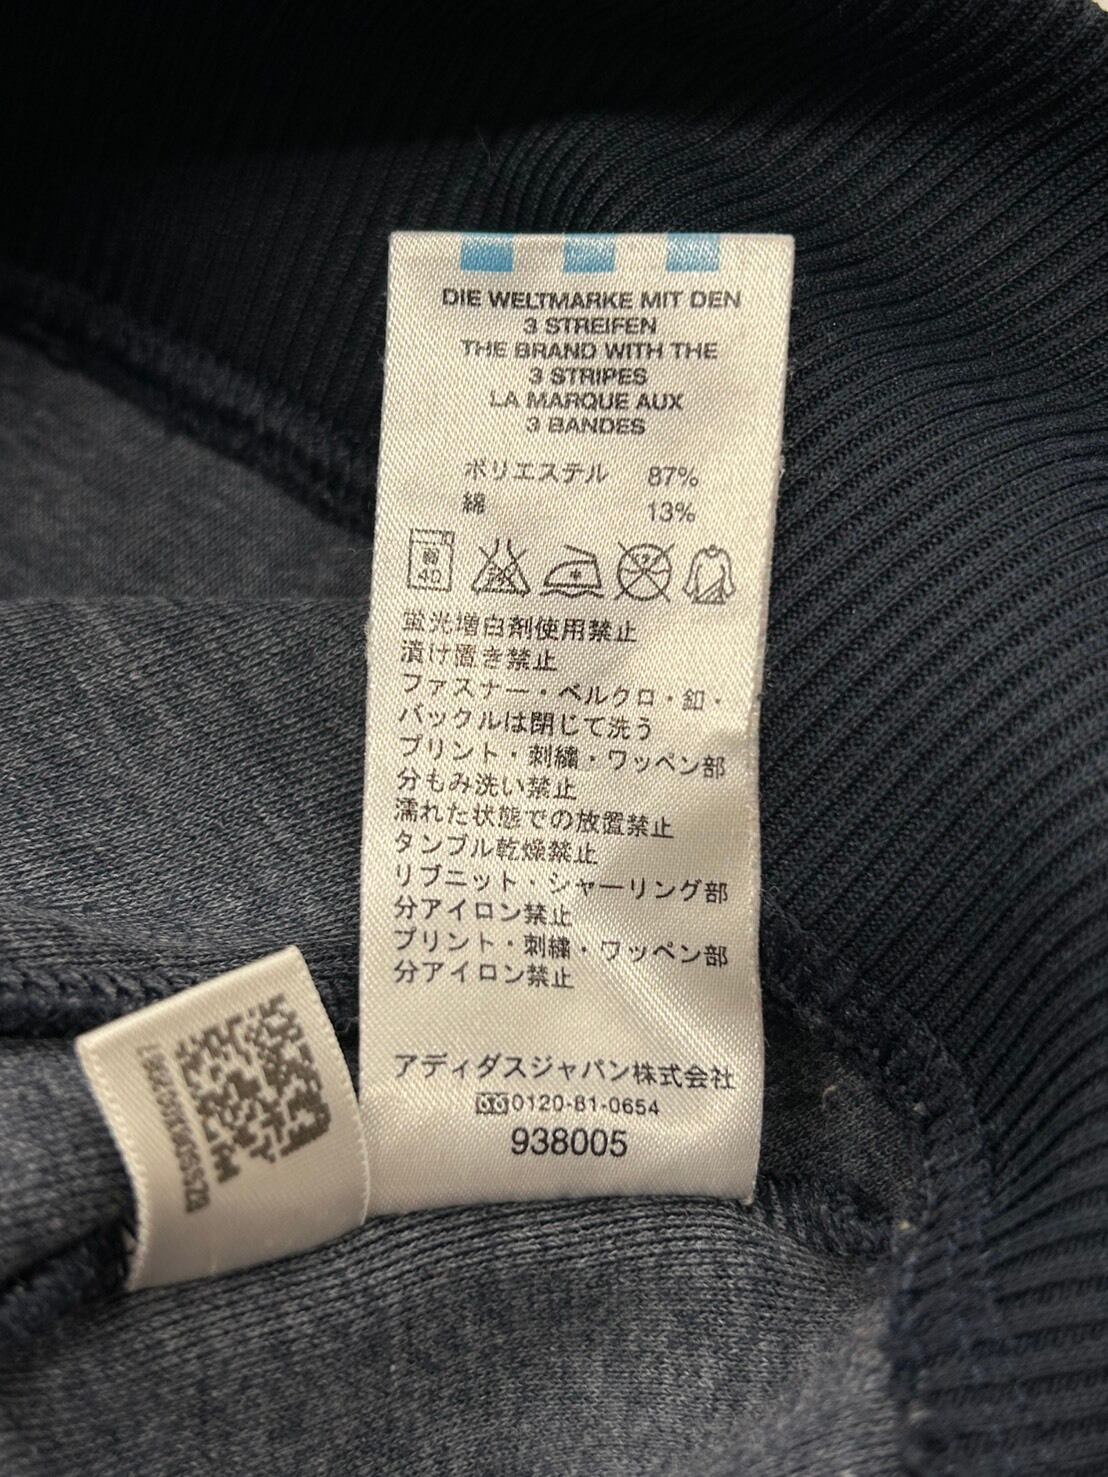 DIE WELTMARKE MIT DEN
3 STREIFEN
THE BRAND WITH THE
3 STRIPES
LA MARQUE AUX
3 BANDES
ポリエステル 87%
綿 13%
40
蛍光増白剤使用禁止
漬け置き禁止
ファスナー・ベルクロ・釦・
バックルは閉じて洗う
プリント・刺繍・ワッペン部
分もみ洗い禁止
濡れた状態での放置禁止
タンブル乾燥禁止
リブニット・シャーリング部
分アイロン禁止
プリント・刺繍・ワッペン部
分アイロン禁止
アディダスジャパン株式会社
0120-81-0654
938005